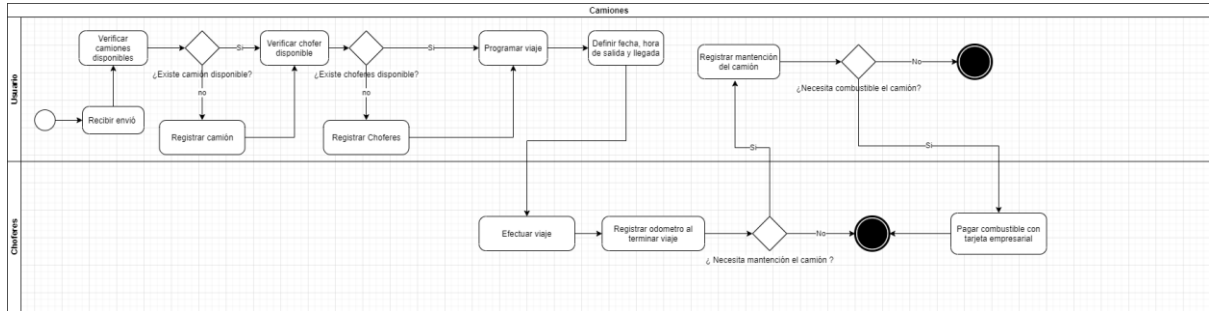 Camiones
Usuario
Verificar
camiones
disponibles
Si
Verificar chofer
disponible
Si
Programar viaje
Definir fecha, hora
de salida y llegada
Registrar mantención
del camión
No
¿Existe camión disponible?
¿Existe choferes disponible?
¿Necesita combustible el camión?
no
no
Recibir envió
Registrar camión
Registrar Choferes
Si
Si
Choferes
Efectuar viaje
Registrar odometro al
terminar viaje
No
Pagar combustible con
tarjeta empresarial
¿ Necesita mantención el camión ?